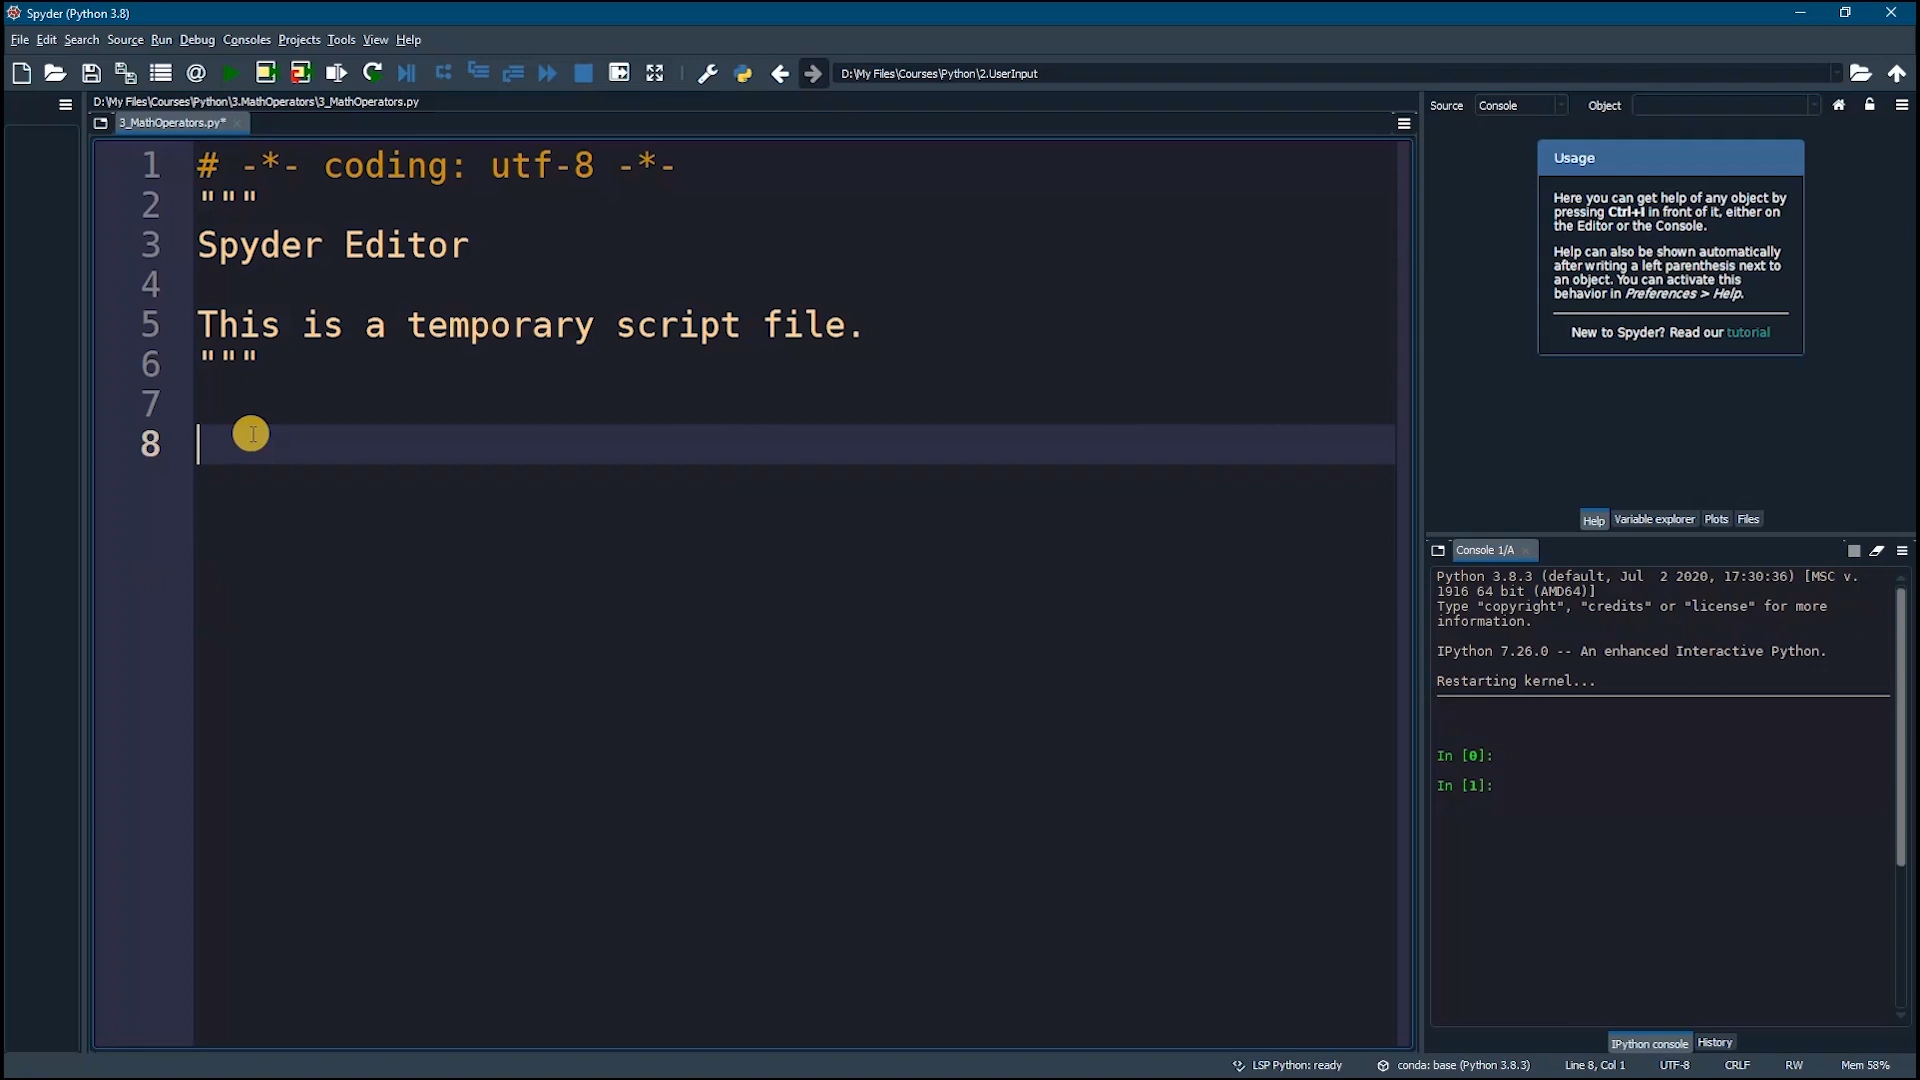 Spyder (Python 3.8)
File Edit Search Source Run Debug Consoles Projects Tools View Help
D:\My Files\Courses\Python\2.UserInput
D:\My Files\Courses\Python\3.MathOperators\3_MathOperators.py
3_MathOperators.py*
1 # -*- coding: utf-8 -*-
2 """
3 Spyder Editor
4
5 This is a temporary script file.
6 """
7
8
Source Console Object
Usage
Here you can get help of any object by
pressing Ctrl+I in front of it, either on
the Editor or the Console.
Help can also be shown automatically
after writing a left parenthesis next to
an object. You can activate this
behavior in Preferences > Help.
New to Spyder? Read our tutorial
Help Variable explorer Plots Files
Console 1/A
Python 3.8.3 (default, Jul  2 2020, 17:30:36) [MSC v.
1916 64 bit (AMD64)]
Type "copyright", "credits" or "license" for more
information.
IPython 7.26.0 -- An enhanced Interactive Python.
Restarting kernel...
In [0]:
In [1]:
IPython console History
LSP Python: ready conda: base (Python 3.8.3) Line 8, Col 1 UTF-8 CRLF RW Mem 58%